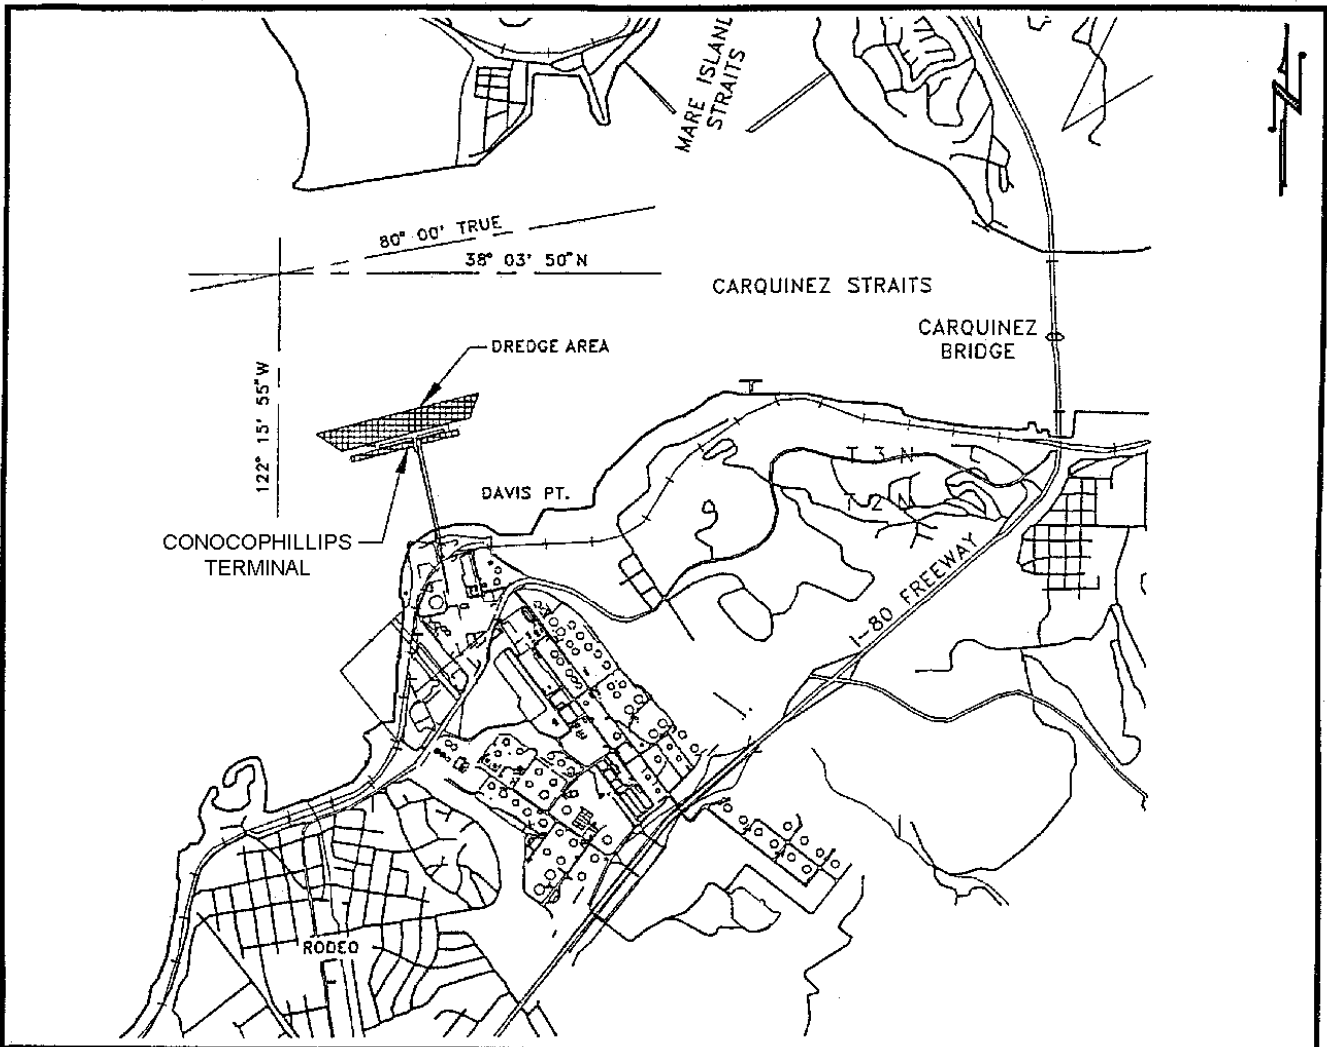 MARE ISLAND
STRAITS
80° 00' TRUE
38° 03' 50"N
CARQUINEZ STRAITS
CARQUINEZ
BRIDGE
DREDGE AREA
122° 15' 55"W
DAVIS PT.
T 3 N
T 2 N
CONOCOPHILLIPS
TERMINAL
I-80 FREEWAY
RODEO